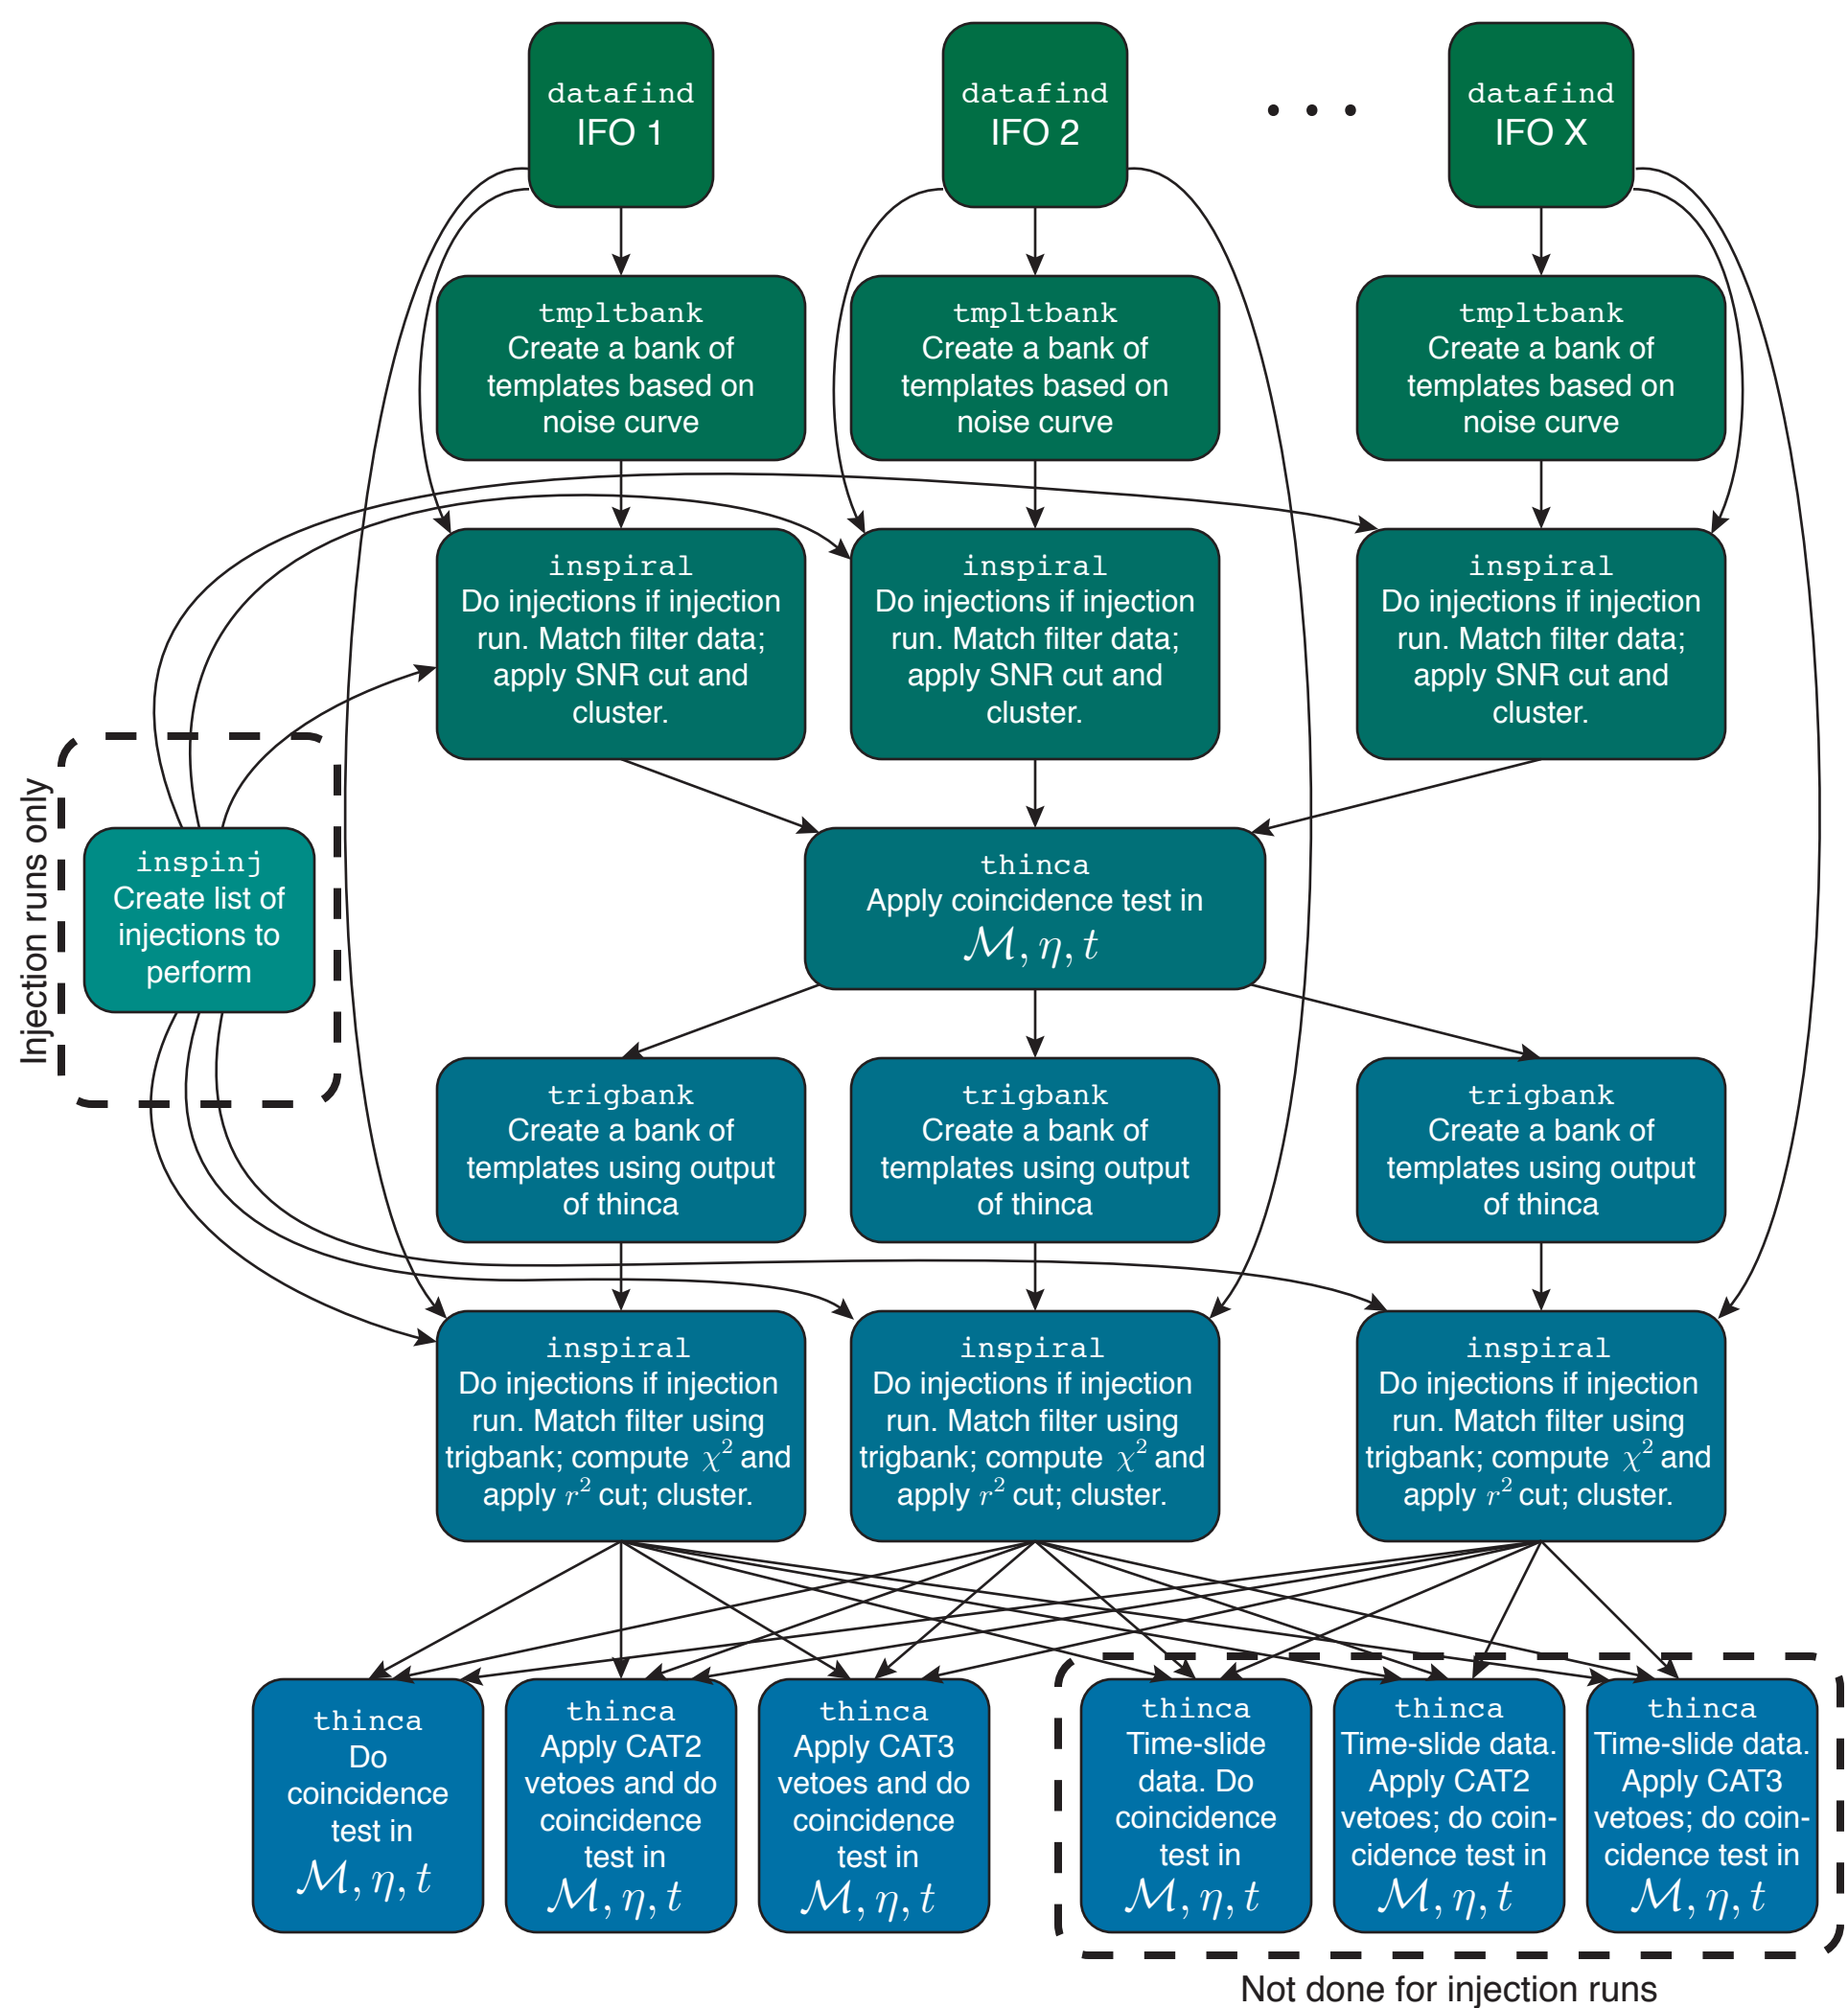 datafind
IFO 1
datafind
IFO 2
. . .
datafind
IFO X
tmpltbank
Create a bank of
templates based on
noise curve
tmpltbank
Create a bank of
templates based on
noise curve
tmpltbank
Create a bank of
templates based on
noise curve
inspiral
Do injections if injection
run. Match filter data;
apply SNR cut and
cluster.
inspiral
Do injections if injection
run. Match filter data;
apply SNR cut and
cluster.
inspiral
Do injections if injection
run. Match filter data;
apply SNR cut and
cluster.
Injection runs only
inspinj
Create list of
injections to
perform
thinca
Apply coincidence test in
ℳ, η, t
trigbank
Create a bank of
templates using output
of thinca
trigbank
Create a bank of
templates using output
of thinca
trigbank
Create a bank of
templates using output
of thinca
inspiral
Do injections if injection
run. Match filter using
trigbank; compute χ² and
apply r² cut; cluster.
inspiral
Do injections if injection
run. Match filter using
trigbank; compute χ² and
apply r² cut; cluster.
inspiral
Do injections if injection
run. Match filter using
trigbank; compute χ² and
apply r² cut; cluster.
thinca
Do
coincidence
test in
ℳ, η, t
thinca
Apply CAT2
vetoes and do
coincidence
test in
ℳ, η, t
thinca
Apply CAT3
vetoes and do
coincidence
test in
ℳ, η, t
thinca
Time-slide
data. Do
coincidence
test in
ℳ, η, t
thinca
Time-slide data.
Apply CAT2
vetoes; do coin-
cidence test in
ℳ, η, t
thinca
Time-slide data.
Apply CAT3
vetoes; do coin-
cidence test in
ℳ, η, t
Not done for injection runs